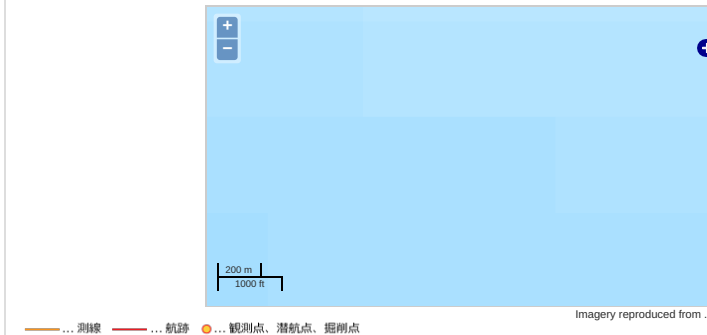 +
−
200 m
1000 ft
Imagery reproduced from .
... 測線 ... 航跡 ... 観測点、潜航点、掘削点